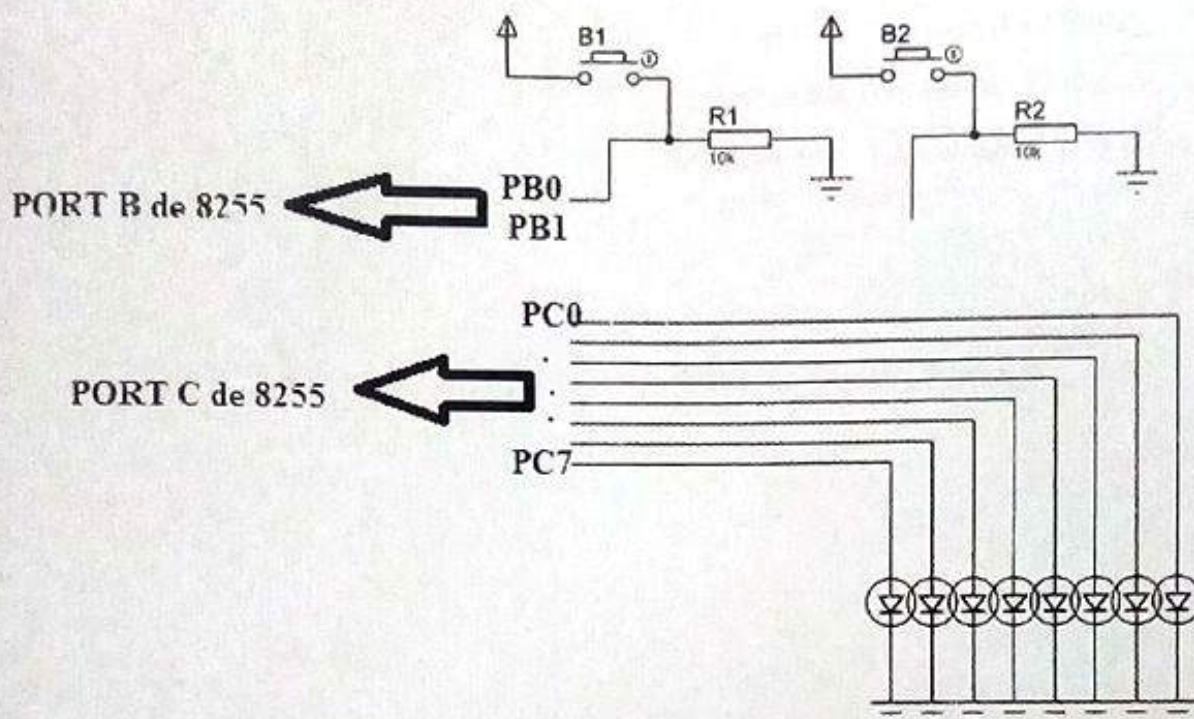 B1
B2
R1
10k
R2
10k
PORT B de 8255
PB0
PB1
PC0
PORT C de 8255
PC7